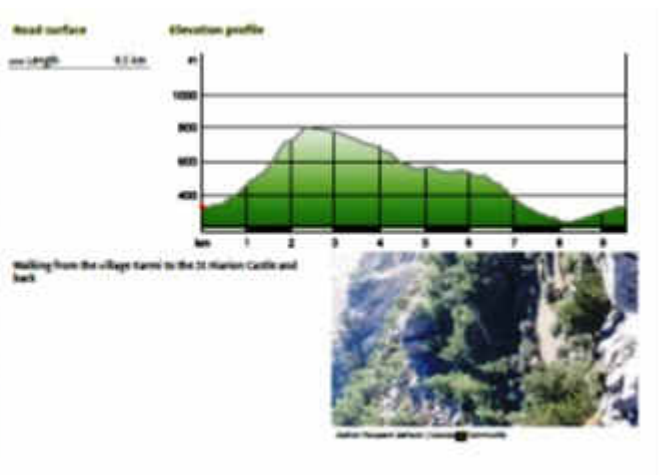 Road surface
Elevation profile
Length 9.5 km
m
1000
800
600
400
km 1 2 3 4 5 6 7 8 9
Walking from the village Karmi to the St Hilarion Castle and
back